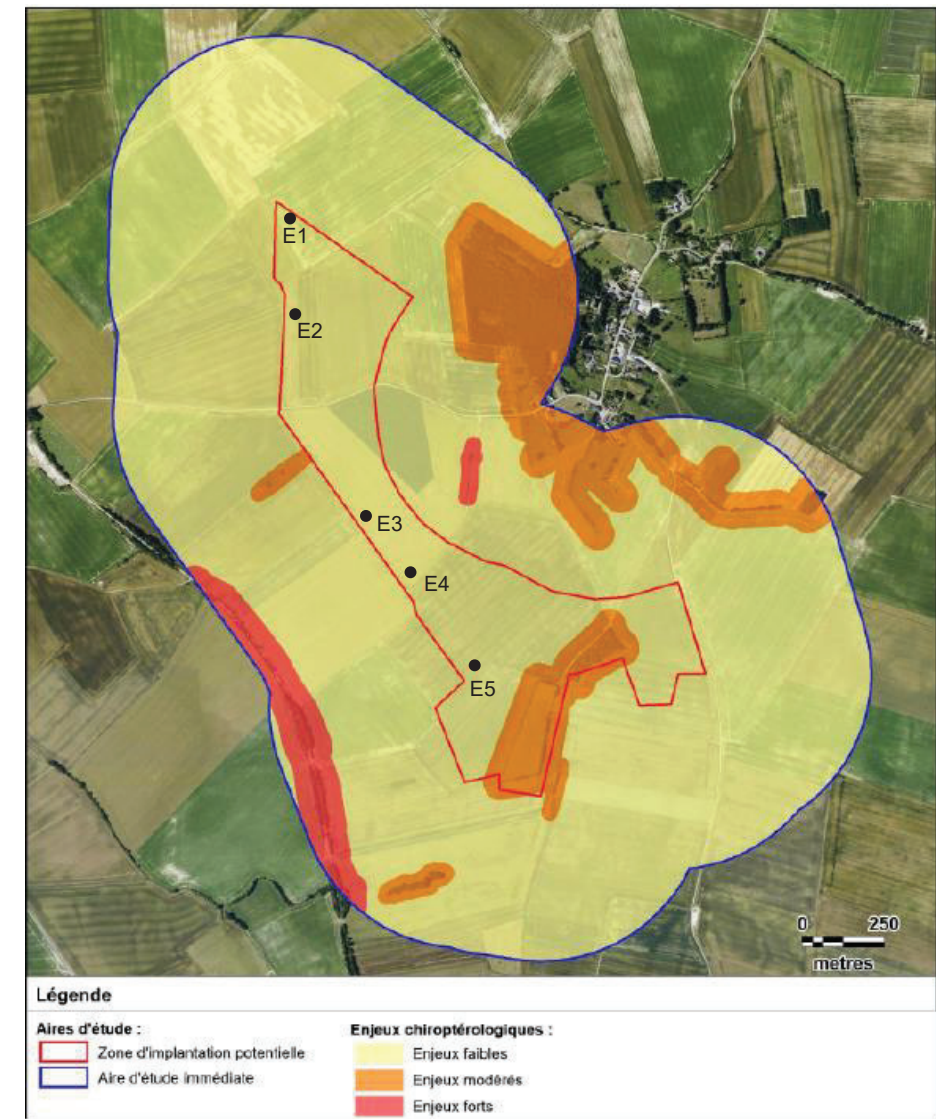 E1
E2
E3
E4
E5
0 250
metres
Légende
Aires d'étude :
Zone d'implantation potentielle
Aire d'étude immédiate
Enjeux chiroptérologiques :
Enjeux faibles
Enjeux modérés
Enjeux forts